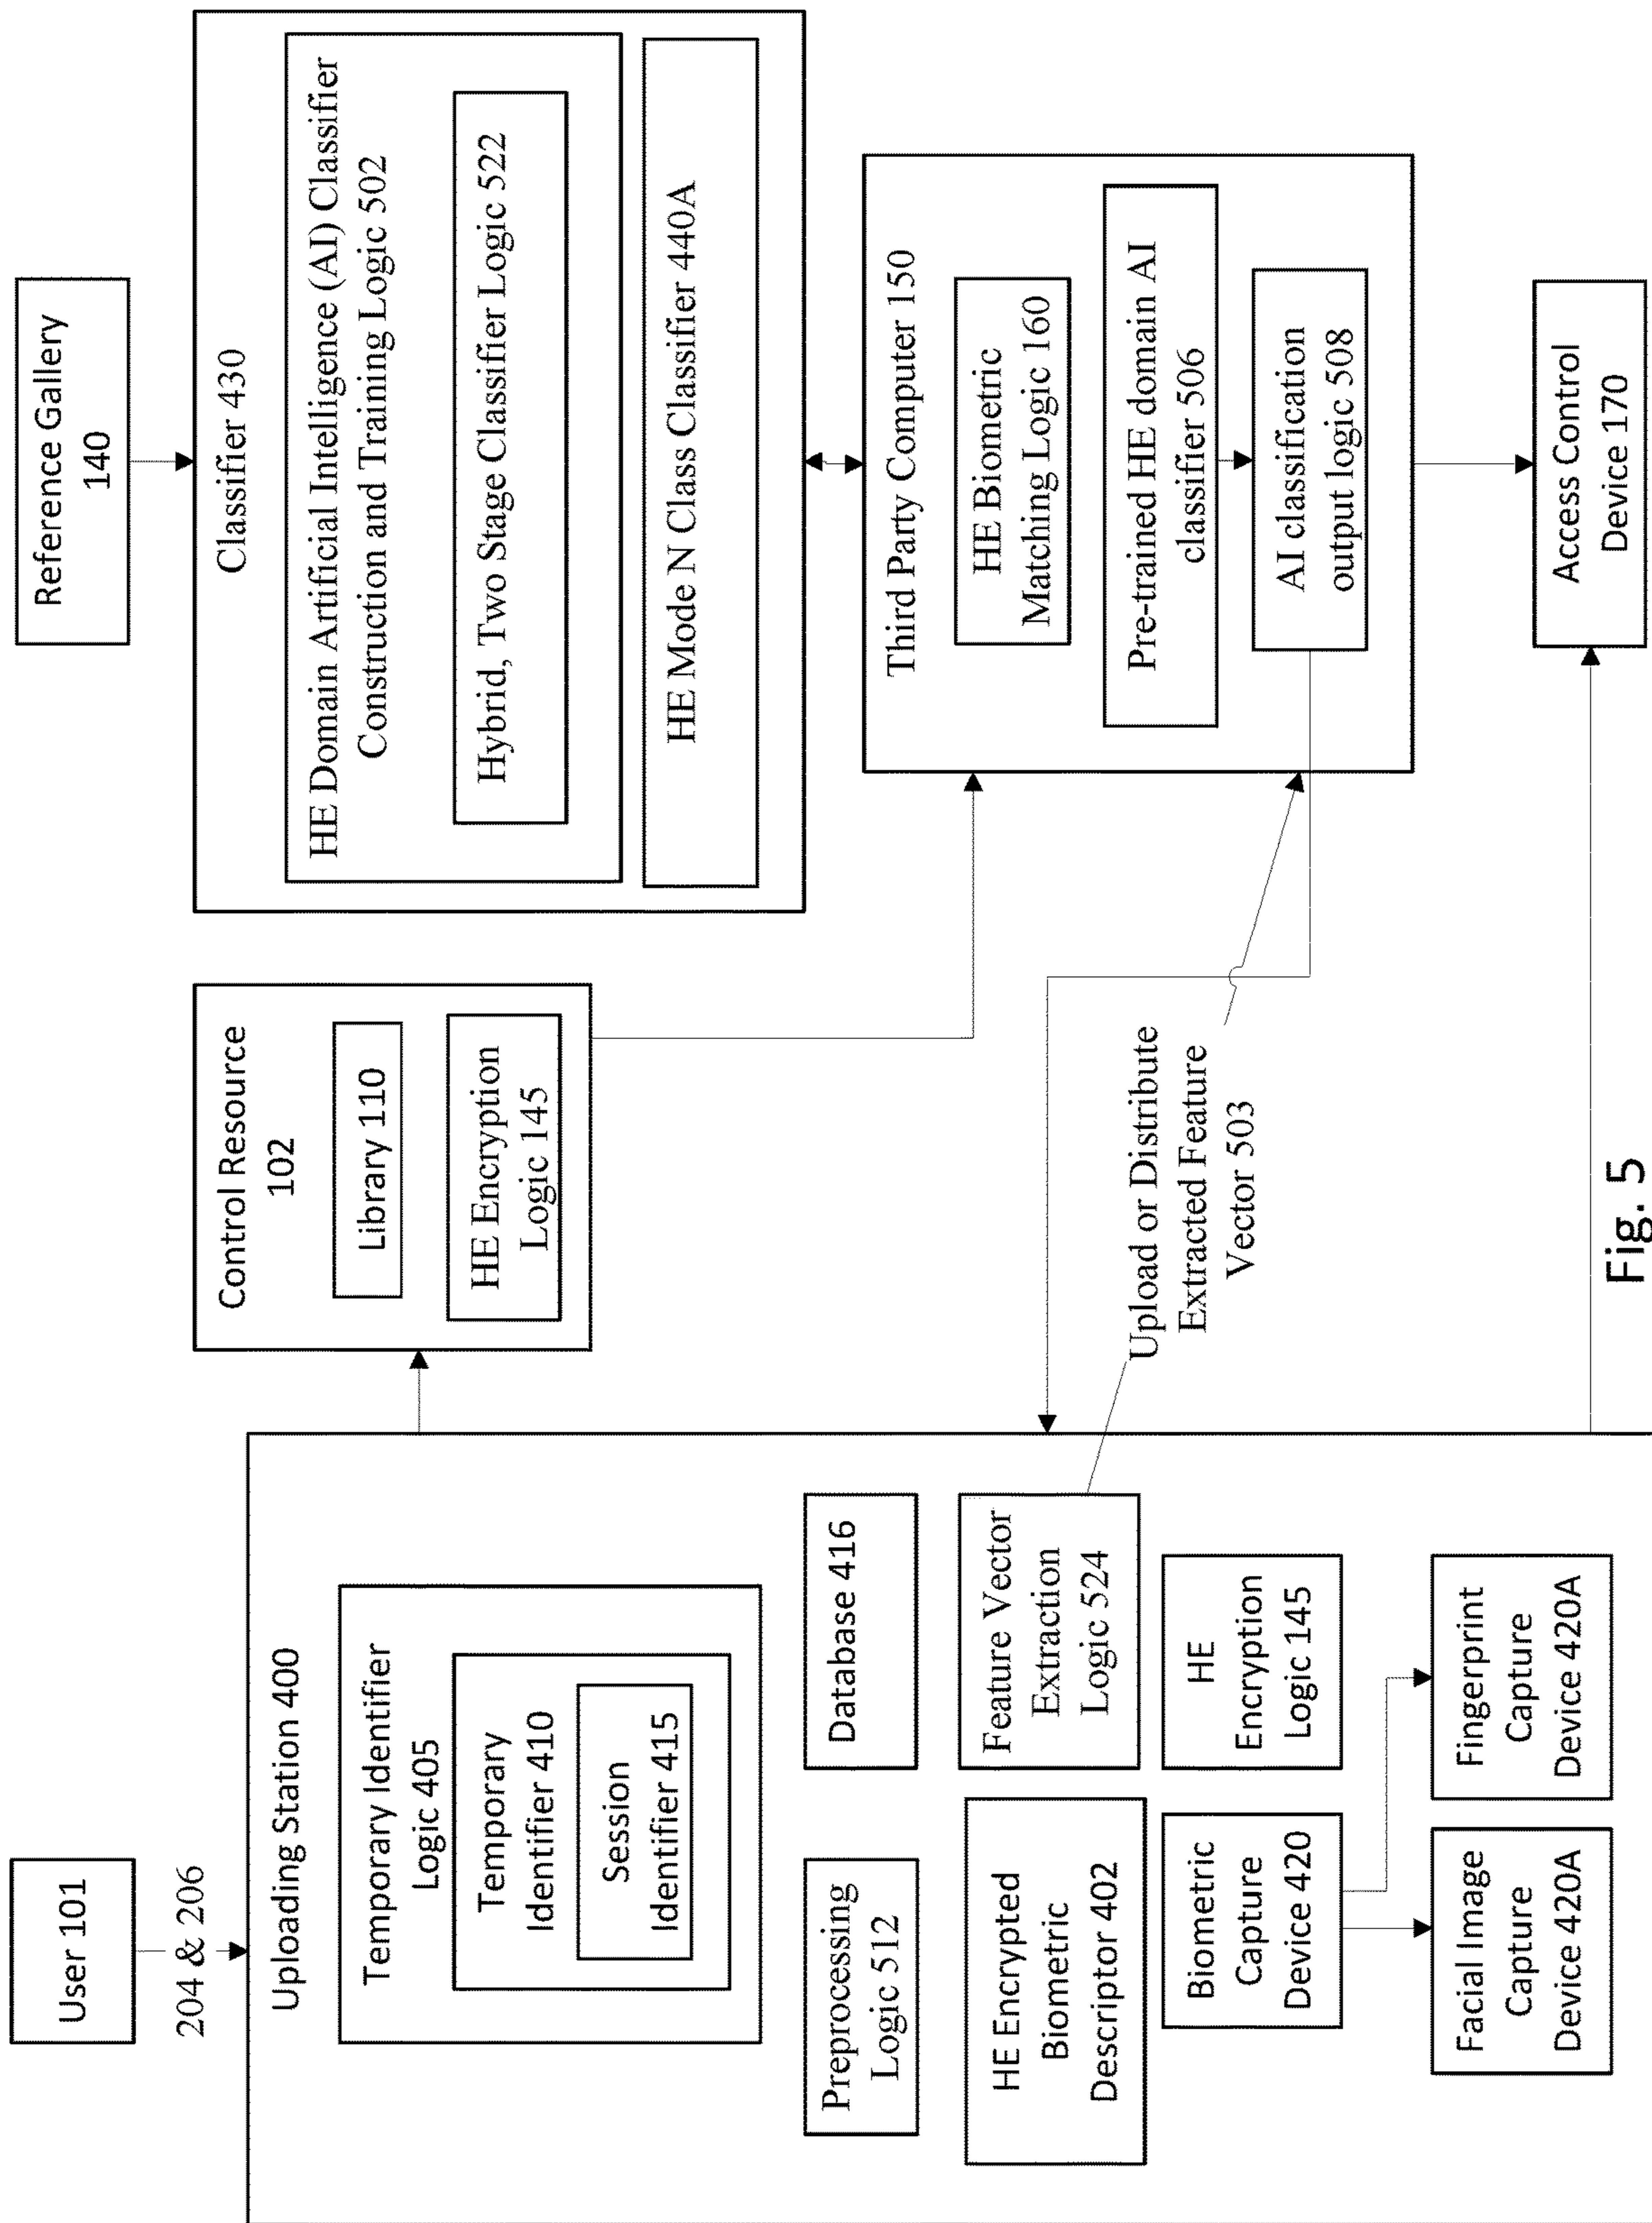 User 101
204 & 206
Uploading Station 400
Temporary Identifier
Logic 405
Temporary
Identifier 410
Session
Identifier 415
Preprocessing
Logic 512
Database 416
HE Encrypted
Biometric
Descriptor 402
Feature Vector
Extraction
Logic 524
Biometric
Capture
Device 420
HE
Encryption
Logic 145
Facial Image
Capture
Device 420A
Fingerprint
Capture
Device 420A
Control Resource
102
Library 110
HE Encryption
Logic 145
Upload or Distribute
Extracted Feature
Vector 503
Reference Gallery
140
Classifier 430
HE Domain Artificial Intelligence (AI) Classifier
Construction and Training Logic 502
Hybrid, Two Stage Classifier Logic 522
HE Mode N Class Classifier 440A
Third Party Computer 150
HE Biometric
Matching Logic 160
Pre-trained HE domain AI
classifier 506
AI classification
output logic 508
Access Control
Device 170
Fig. 5